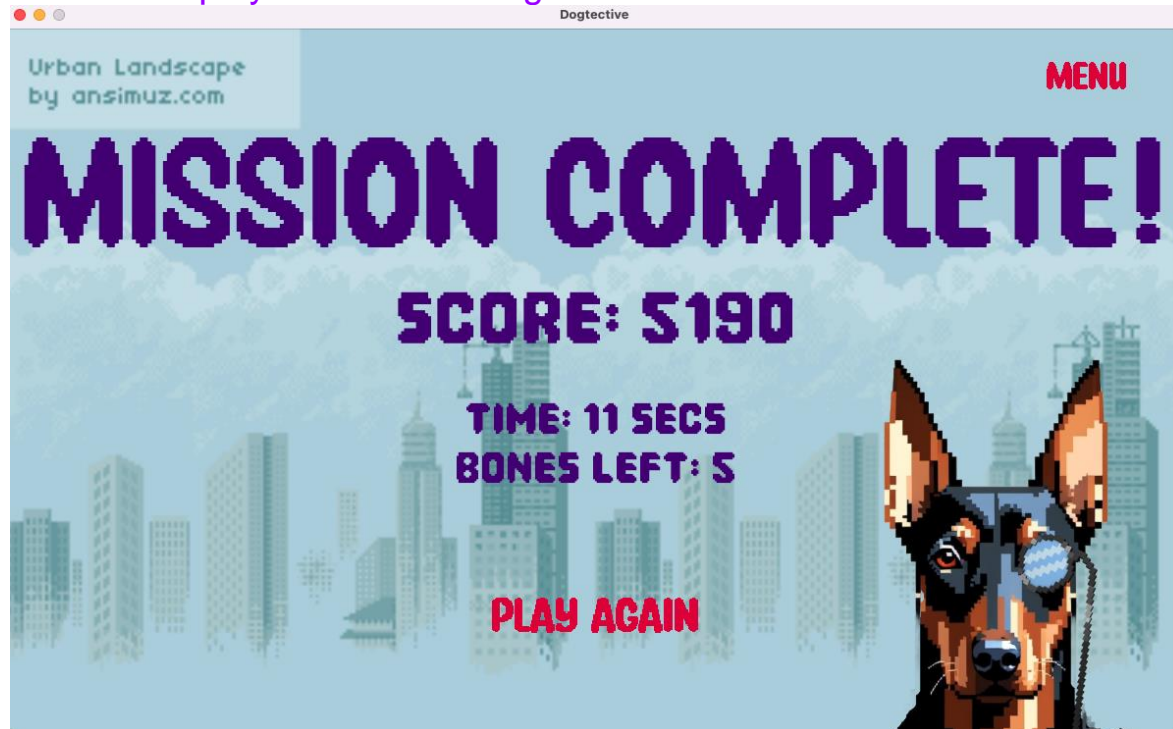 Dogtective
Urban Landscape
by ansimuz.com
MENU
MISSION COMPLETE!
SCORE: 5190
TIME: 11 SECS
BONES LEFT: 5
PLAY AGAIN